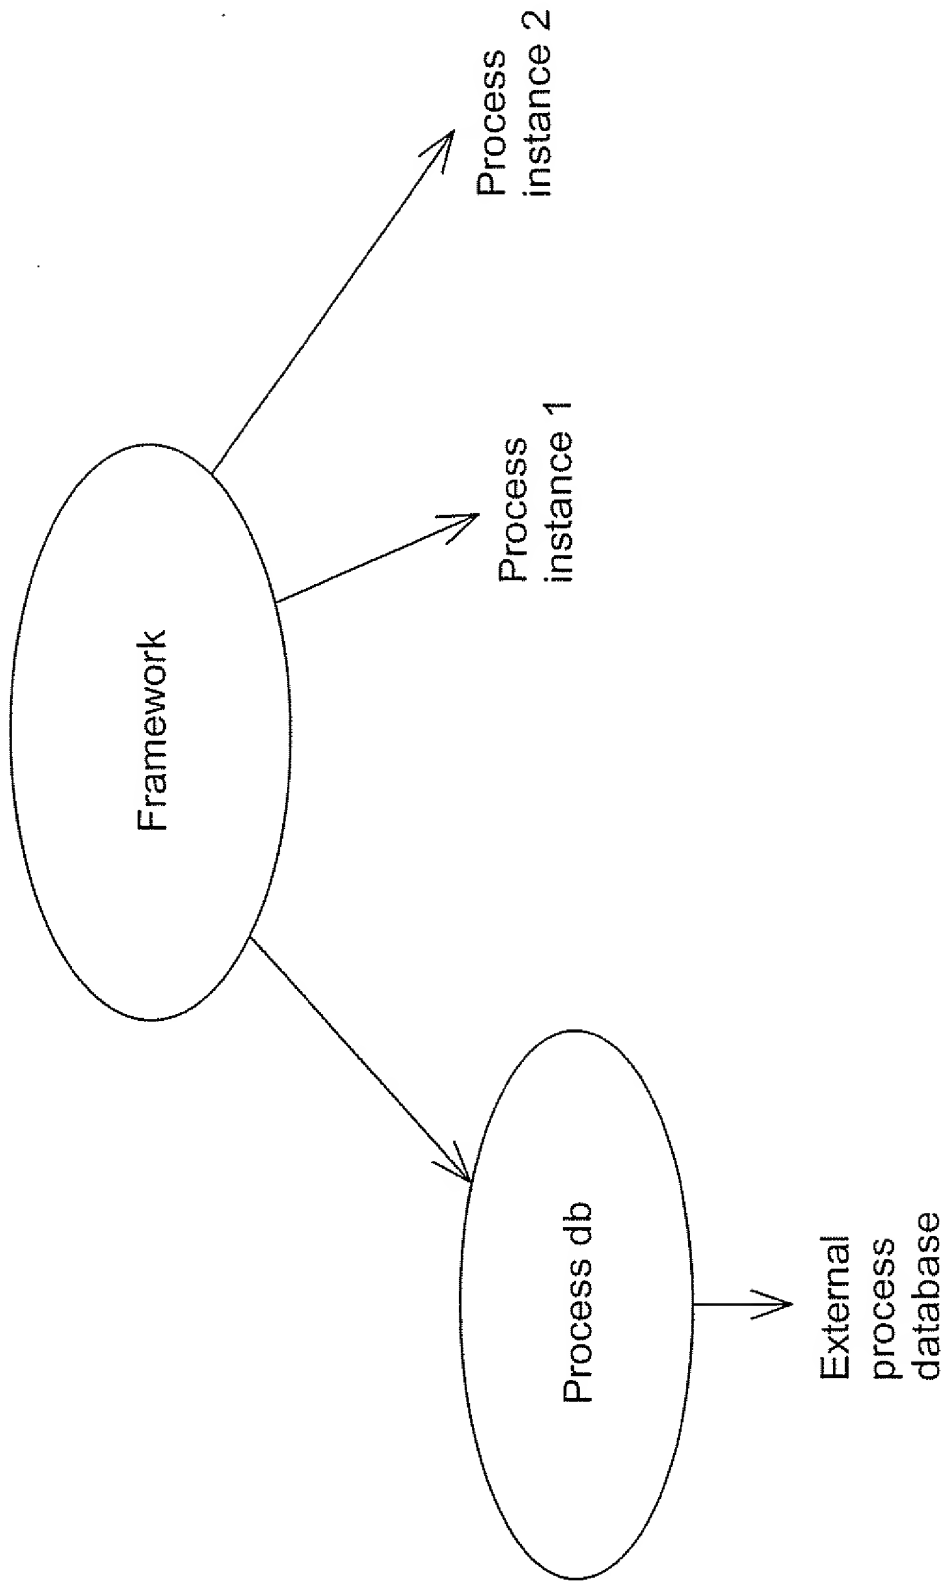 Framework
Process db
Process
instance 1
Process
instance 2
External
process
database